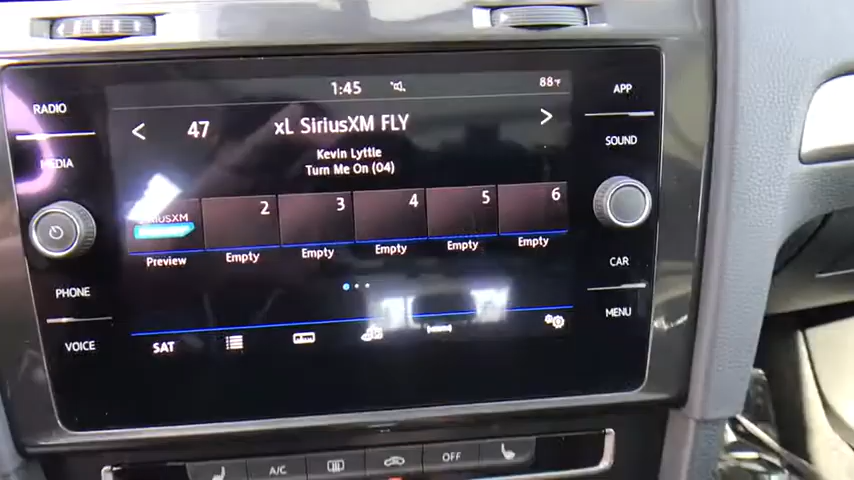 1:45
88°F
RADIO
APP
47
xL SiriusXM FLY
MEDIA
SOUND
Kevin Lyttle
Turn Me On (04)
SIRIUSXM
2
3
4
5
6
Preview
Empty
Empty
Empty
Empty
Empty
CAR
PHONE
MENU
VOICE
SAT
A/C
OFF